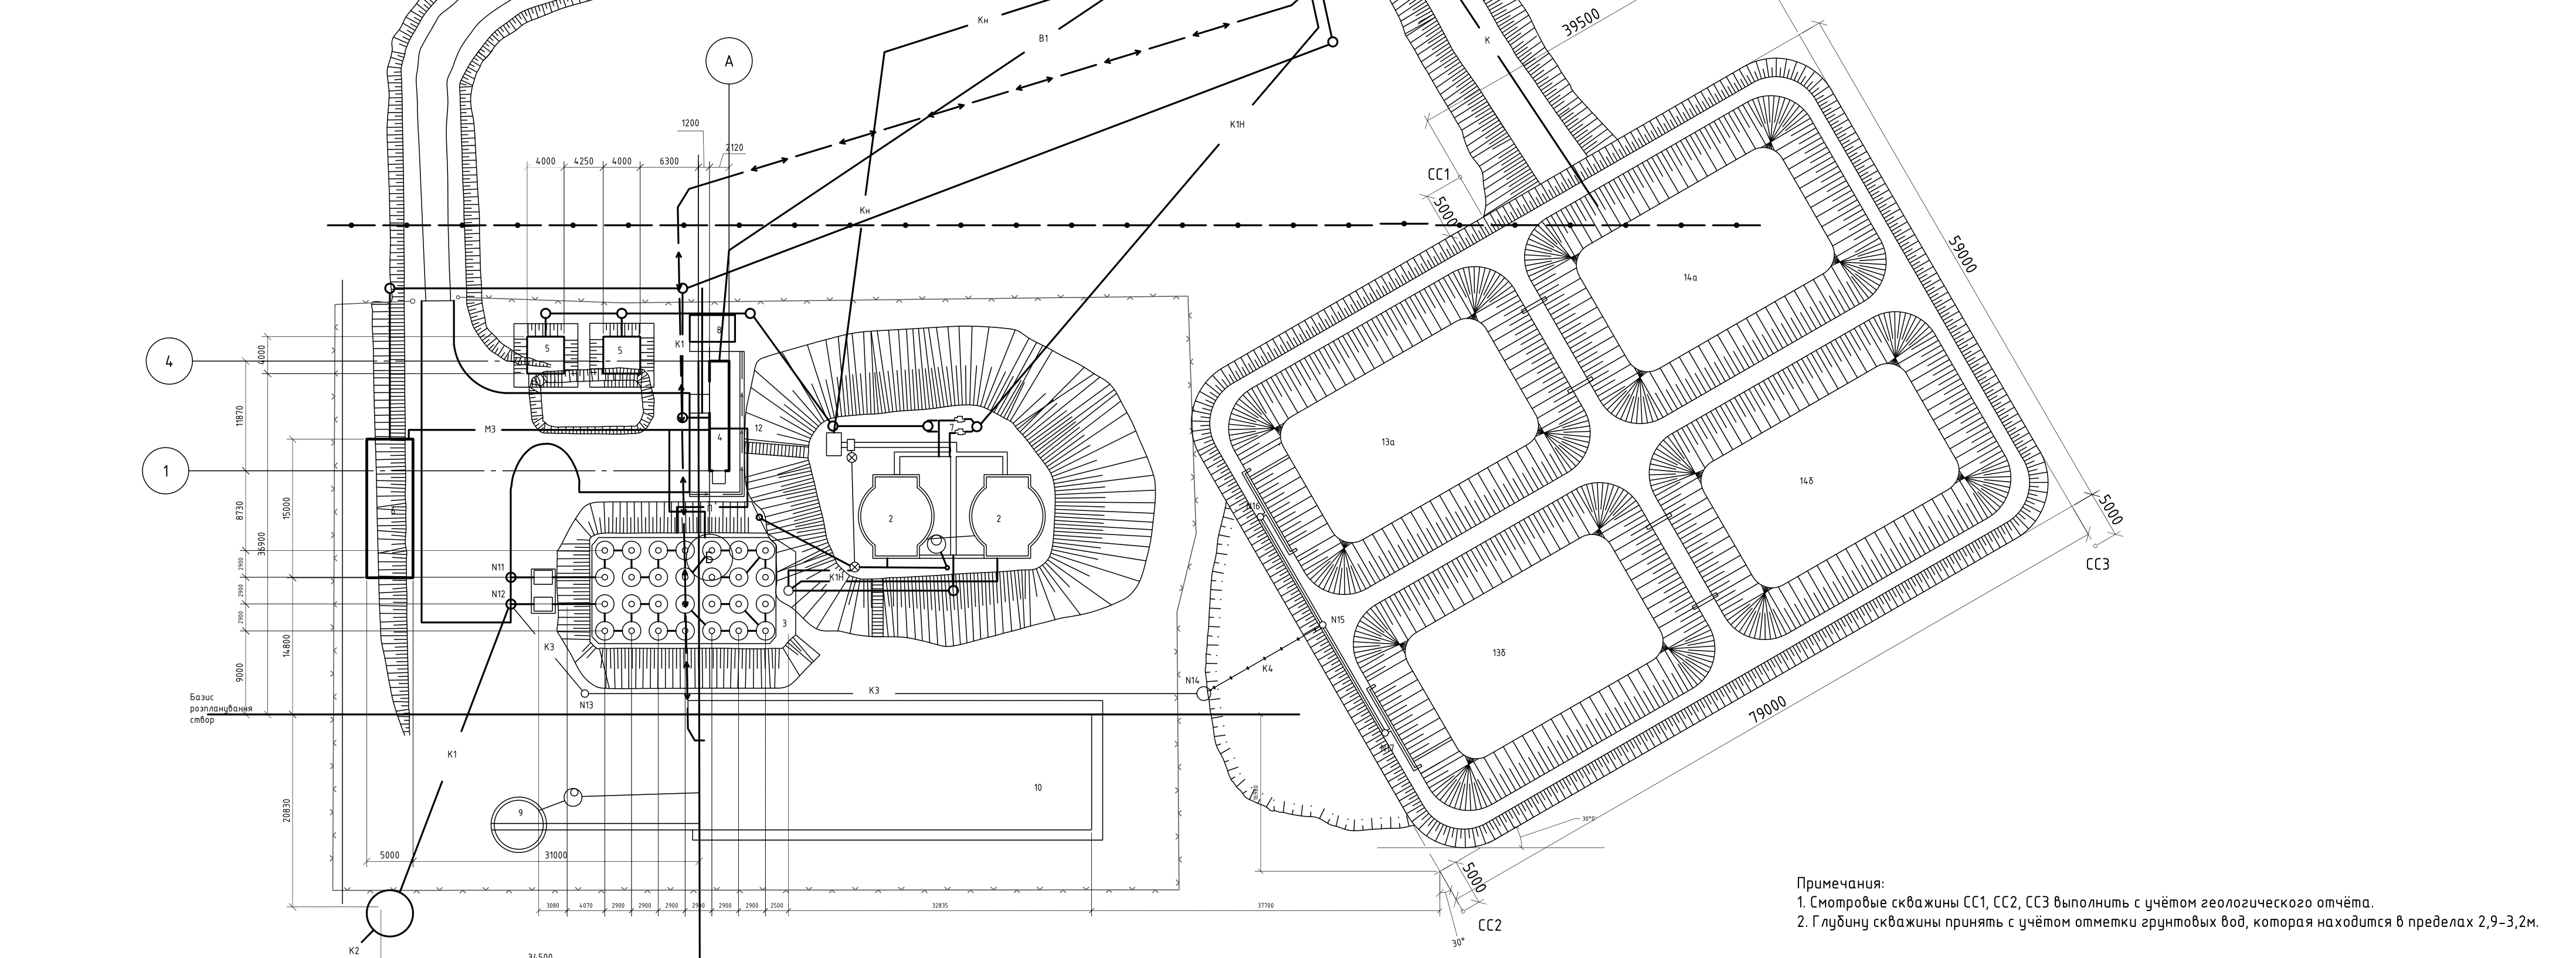 Кн
В1
К
39500
А
К1Н
1200
2120
4000
4250
4000
6300
СС1
5000
Кн
14а
59000
8
К1
5
5
4
4000
11870
М3
4
12
7
13а
1
14б
8730
15000
36900
6
П
2
2
N16
5000
СС3
2900
2900
2900
N11
N12
К1Н
3
К3
N15
14800
9000
13б
К4
N14
К3
N13
79000
Базис
розпланування
створ
N17
К1
10
9
20830
30°0'
5000
31000
5000
3080
4070
2900
2900
2900
2900
2900
2900
2500
32835
37700
СС2
30°
К2
34500
Примечания:
1. Смотровые скважины СС1, СС2, СС3 выполнить с учётом геологического отчёта.
2. Глубину скважины принять с учётом отметки грунтовых вод, которая находится в пределах 2,9-3,2м.